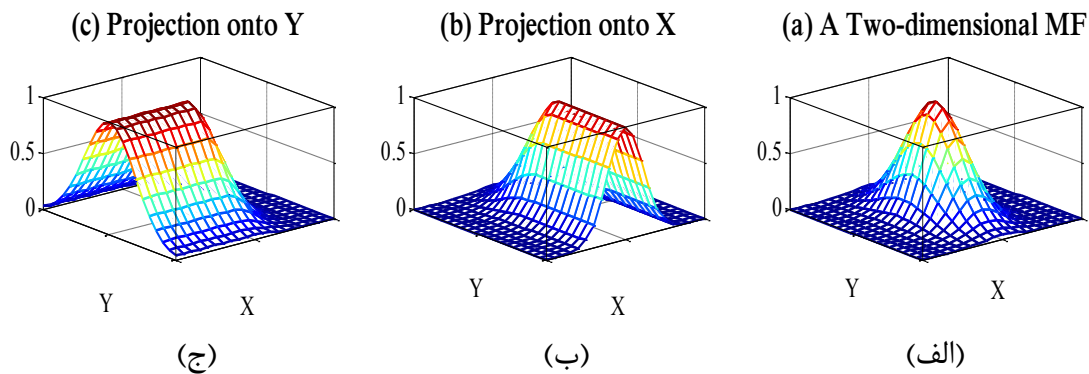 (c) Projection onto Y
(b) Projection onto X
(a) A Two-dimensional MF
1
0.5
0
Y
X
1
0.5
0
Y
X
1
0.5
0
Y
X
(ج)
(ب)
(الف)